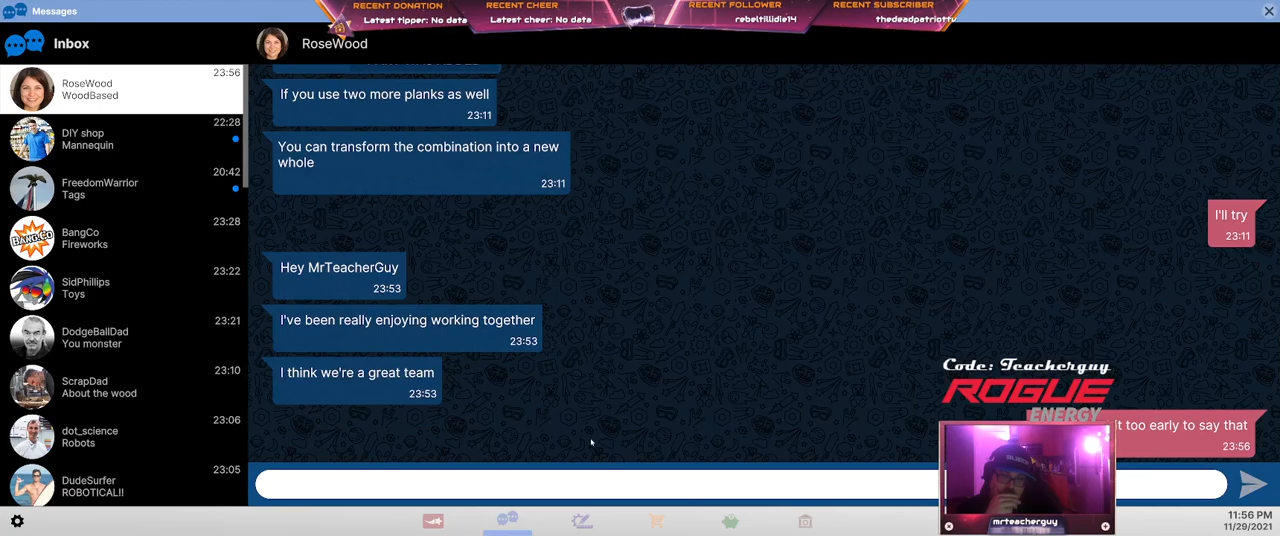 Messages
RECENT DONATION
Latest tipper: No data
RECENT CHEER
Latest cheer: No data
RECENT FOLLOWER
rebeltillidie14
RECENT SUBSCRIBER
thedeadpatriottv
Inbox
RoseWood
RoseWood
WoodBased
23:56
DIY shop
Mannequin
22:28
FreedomWarrior
Tags
20:42
BANG.CO
BangCo
Fireworks
23:28
SidPhillips
Toys
23:22
DodgeBallDad
You monster
23:21
ScrapDad
About the wood
23:10
dot_science
Robots
23:06
DudeSurfer
ROBOTICAL!!
23:05
If you use two more planks as well
23:11
You can transform the combination into a new
whole
23:11
I'll try
23:11
Hey MrTeacherGuy
23:53
I've been really enjoying working together
23:53
I think we're a great team
23:53
it too early to say that
23:56
Code: Teacherguy
ROGUE
ENERGY
mrteacherguy
11:56 PM
11/29/2021